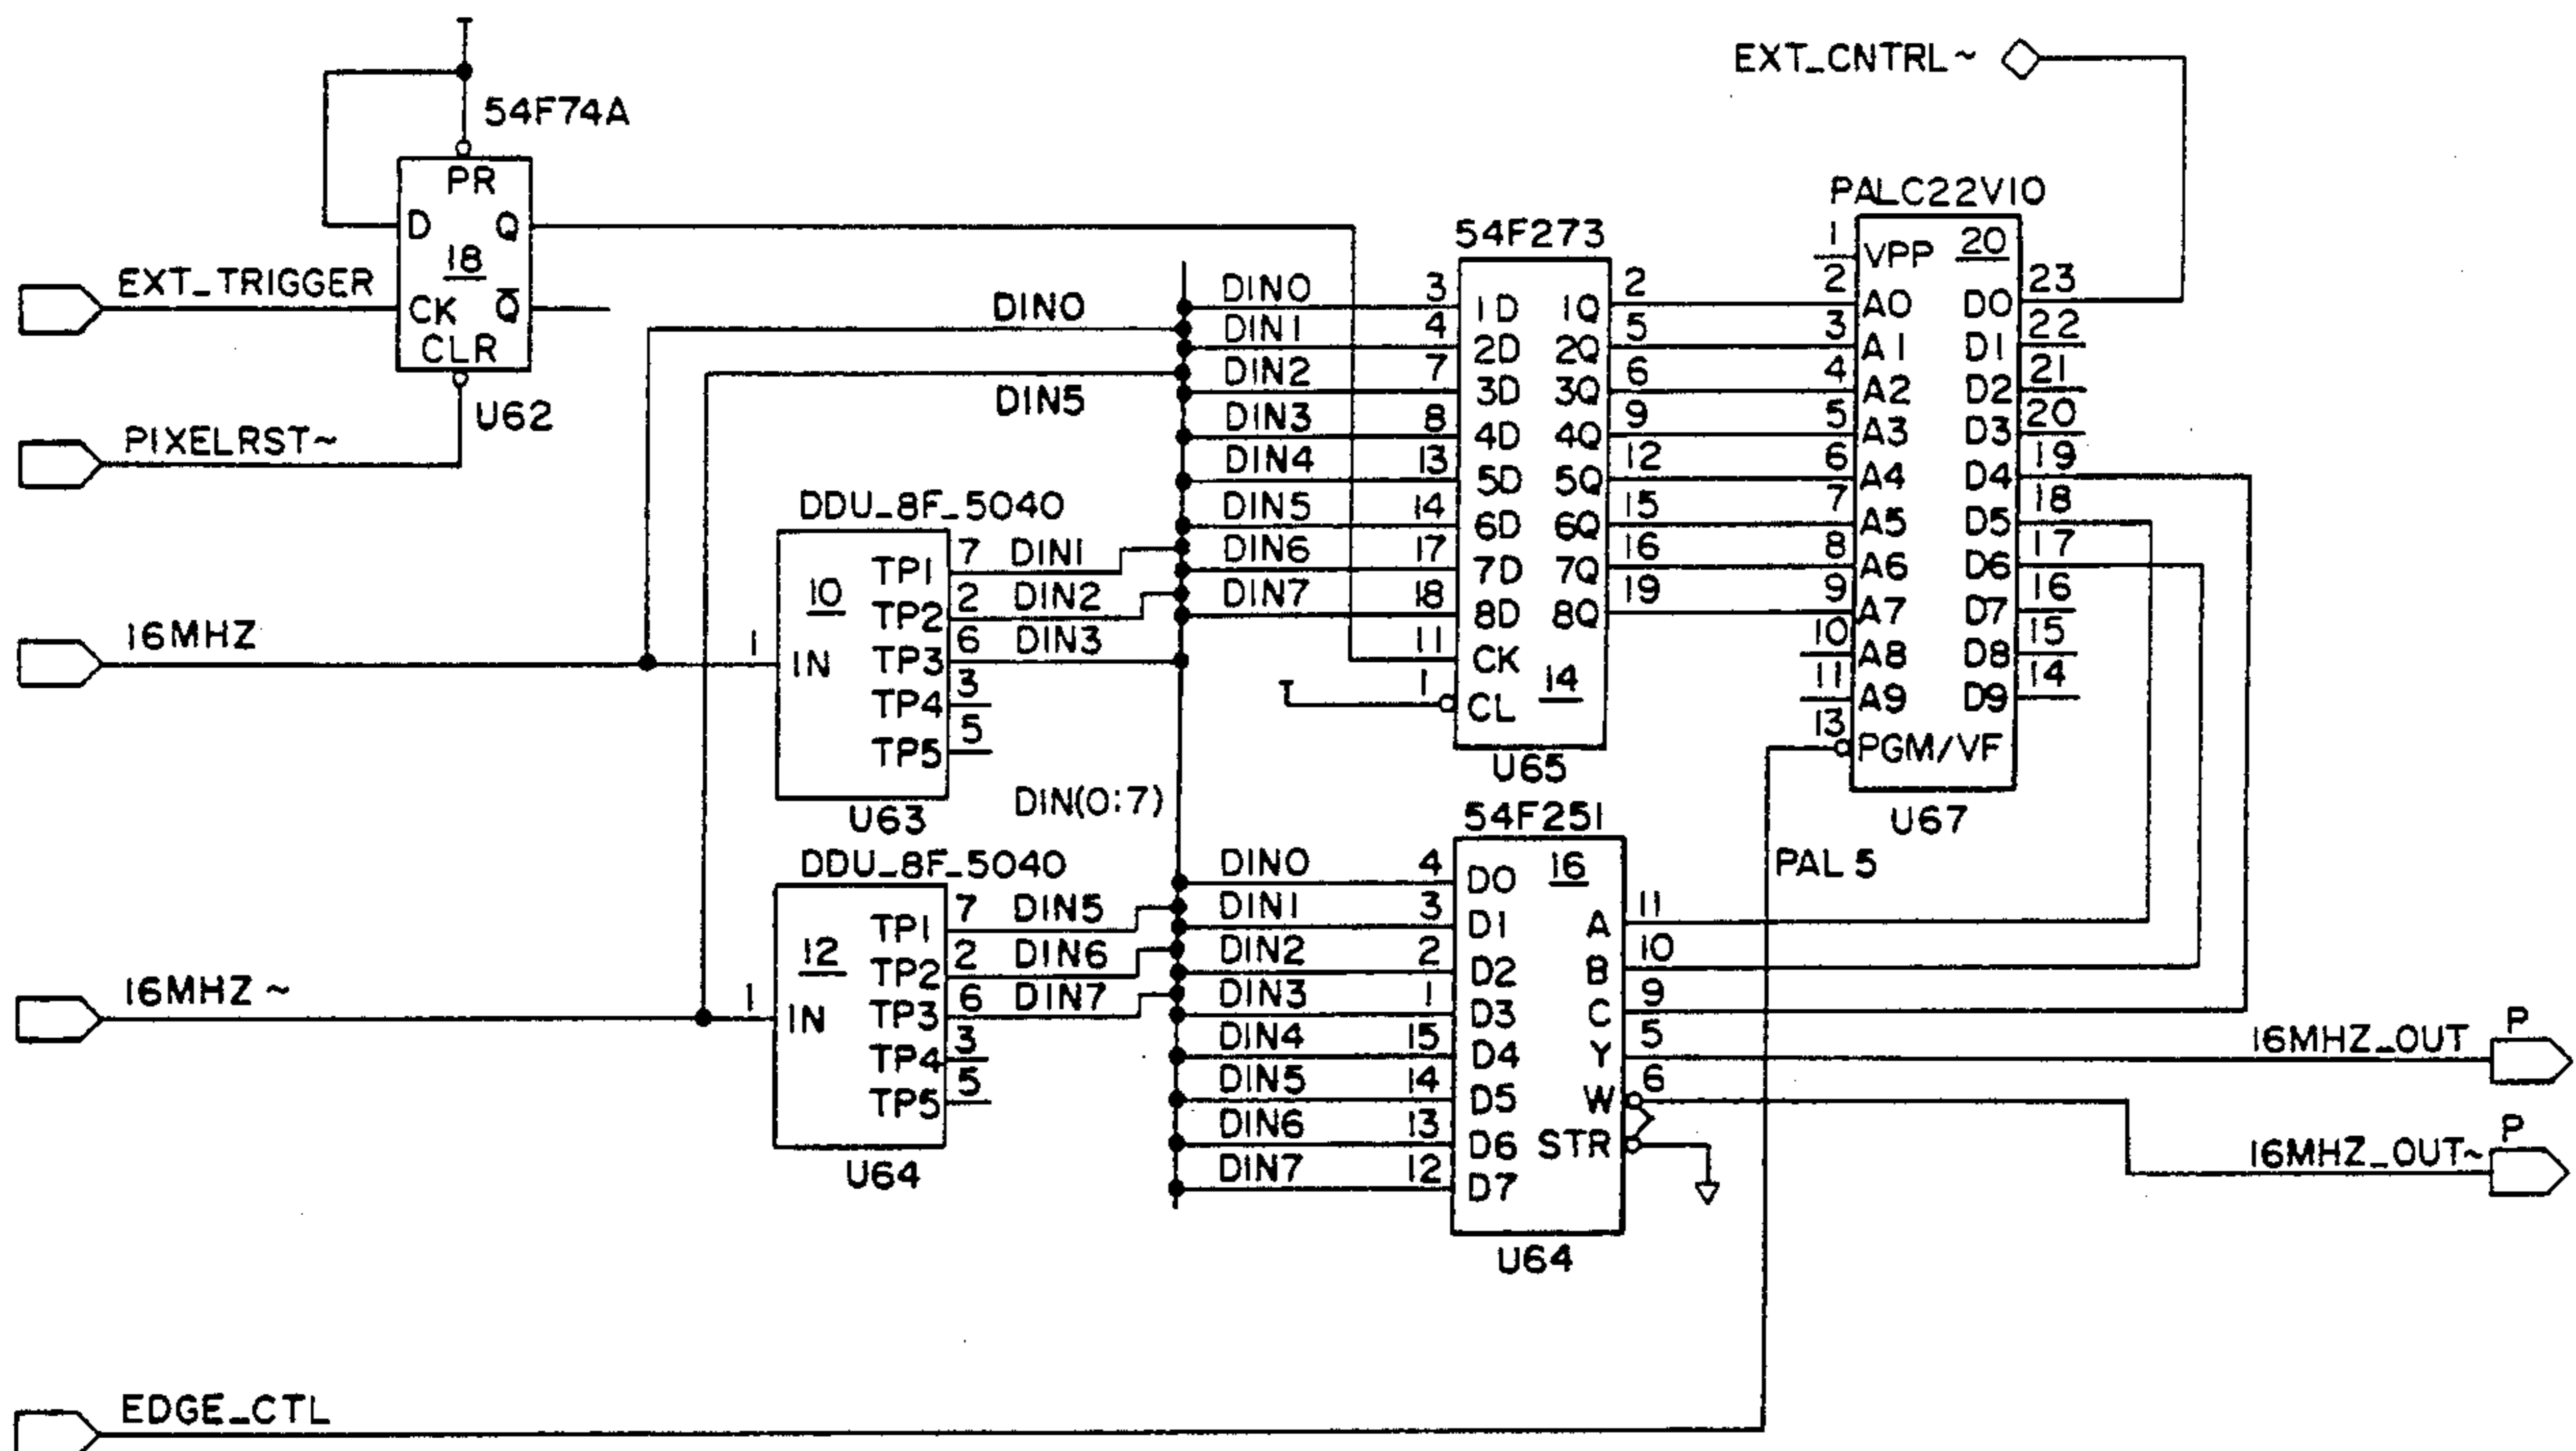 EXT_CNTRL~
54F74A
PR
D Q
18
CK Q̅
CLR
U62
EXT_TRIGGER
PIXELRST~
16MHZ
16MHZ~
EDGE_CTL
DIN0
DIN5
DDU_8F_5040
10
1 IN
TP1 7 DIN1
TP2 2 DIN2
TP3 6 DIN3
TP4 3
TP5 5
U63
DIN(0:7)
DDU_8F_5040
12
1 IN
TP1 7 DIN5
TP2 2 DIN6
TP3 6 DIN7
TP4 3
TP5 5
U64
54F273
DIN0 3 1D 1Q 2
DIN1 4 2D 2Q 5
DIN2 7 3D 3Q 6
DIN3 8 4D 4Q 9
DIN4 13 5D 5Q 12
DIN5 14 6D 6Q 15
DIN6 17 7D 7Q 16
DIN7 18 8D 8Q 19
11 CK
1 CL 14
U65
PALC22V10
1 VPP 20
2 A0 D0 23
3 A1 D1 22
4 A2 D2 21
5 A3 D3 20
6 A4 D4 19
7 A5 D5 18
8 A6 D6 17
9 A7 D7 16
10 A8 D8 15
11 A9 D9 14
13 PGM/VF
U67
PAL 5
54F251
16
DIN0 4 D0
DIN1 3 D1 A 11
DIN2 2 D2 B 10
DIN3 1 D3 C 9
DIN4 15 D4 Y 5
DIN5 14 D5 W 6
DIN6 13 D6 STR
DIN7 12 D7
U64
16MHZ_OUT P
16MHZ_OUT~ P